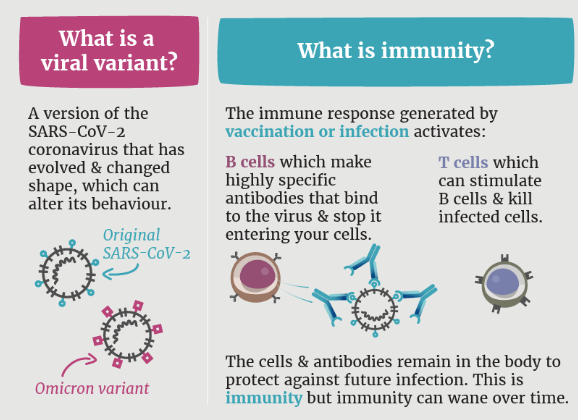 What is a
viral variant?
A version of the
SARS-CoV-2
coronavirus that has
evolved & changed
shape, which can
alter its behaviour.
Original
SARS-CoV-2
Omicron variant
What is immunity?
The immune response generated by
vaccination or infection activates:
B cells which make
highly specific
antibodies that bind
to the virus & stop it
entering your cells.
T cells which
can stimulate
B cells & kill
infected cells.
The cells & antibodies remain in the body to
protect against future infection. This is
immunity but immunity can wane over time.